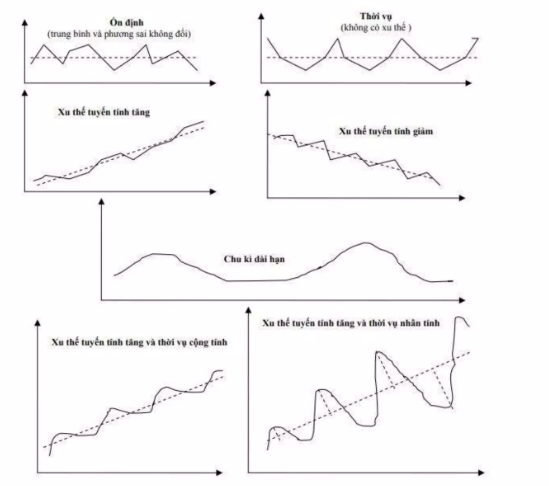 Ổn định
(trung bình và phương sai không đổi)
Thời vụ
(không có xu thế )
Xu thế tuyến tính tăng
Xu thế tuyến tính giảm
Chu kì dài hạn
Xu thế tuyến tính tăng và thời vụ cộng tính
Xu thế tuyến tính tăng và thời vụ nhân tính